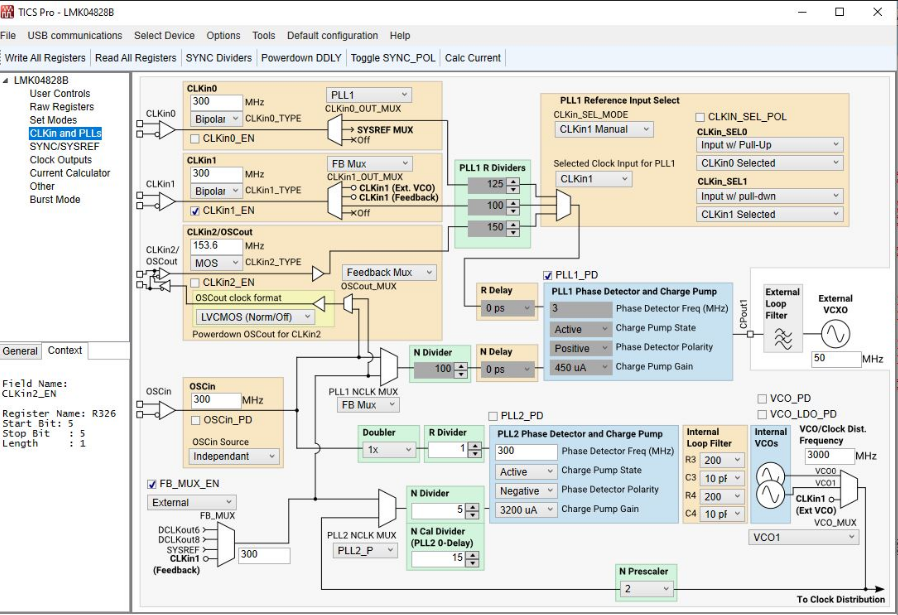 TICS Pro - LMK04828B
File USB communications Select Device Options Tools Default configuration Help
Write All Registers Read All Registers SYNC Dividers Powerdown DDLY Toggle SYNC_POL Calc Current
LMK04828B
User Controls
Raw Registers
Set Modes
CLKin and PLLs
SYNC/SYSREF
Clock Outputs
Current Calculator
Other
Burst Mode
General Context
Field Name:
CLKin2_EN
Register Name: R326
Start Bit: 5
Stop Bit : 5
Length : 1
CLKin0
CLKin0
300 MHz
Bipolar CLKin0_TYPE
CLKin0_EN
PLL1
CLKin0_OUT_MUX
SYSREF MUX
Off
CLKin1
CLKin1
300 MHz
Bipolar CLKin1_TYPE
CLKin1_EN
FB Mux
CLKin1_OUT_MUX
CLKin1 (Ext. VCO)
CLKin1 (Feedback)
Off
CLKin2/
OSCout
CLKin2/OSCout
153.6 MHz
MOS CLKin2_TYPE
CLKin2_EN
OSCout clock format
LVCMOS (Norm/Off)
Powerdown OSCout for CLKin2
Feedback Mux
OSCout_MUX
PLL1 R Dividers
125
100
150
PLL1 Reference Input Select
CLKin_SEL_MODE
CLKin1 Manual
Selected Clock Input for PLL1
CLKin1
CLKIN_SEL_POL
CLKin_SEL0
Input w/ Pull-Up
CLKin0 Selected
CLKin_SEL1
Input w/ pull-dwn
CLKin1 Selected
R Delay
0 ps
PLL1_PD
PLL1 Phase Detector and Charge Pump
3 Phase Detector Freq (MHz)
Active Charge Pump State
Positive Phase Detector Polarity
450 uA Charge Pump Gain
CPout1
External
Loop
Filter
External
VCXO
50 MHz
N Divider
100
N Delay
0 ps
PLL1 NCLK MUX
FB Mux
OSCin
OSCin
300 MHz
OSCin_PD
OSCin Source
Independant
Doubler
1x
R Divider
1
PLL2_PD
PLL2 Phase Detector and Charge Pump
300 Phase Detector Freq (MHz)
Active Charge Pump State
Negative Phase Detector Polarity
3200 uA Charge Pump Gain
Internal
Loop Filter
R3 200
C3 10 pF
R4 200
C4 10 pF
VCO_PD
VCO_LDO_PD
Internal
VCOs
VCO/Clock Dist.
Frequency
3000 MHz
VCO0
VCO1
CLKin1
(Ext VCO)
VCO_MUX
VCO1
FB_MUX_EN
External
FB_MUX
DCLKout6
DCLKout8
SYSREF
CLKin1
(Feedback)
300
PLL2 NCLK MUX
PLL2_P
N Divider
5
N Cal Divider
(PLL2 0-Delay)
15
N Prescaler
2
To Clock Distribution